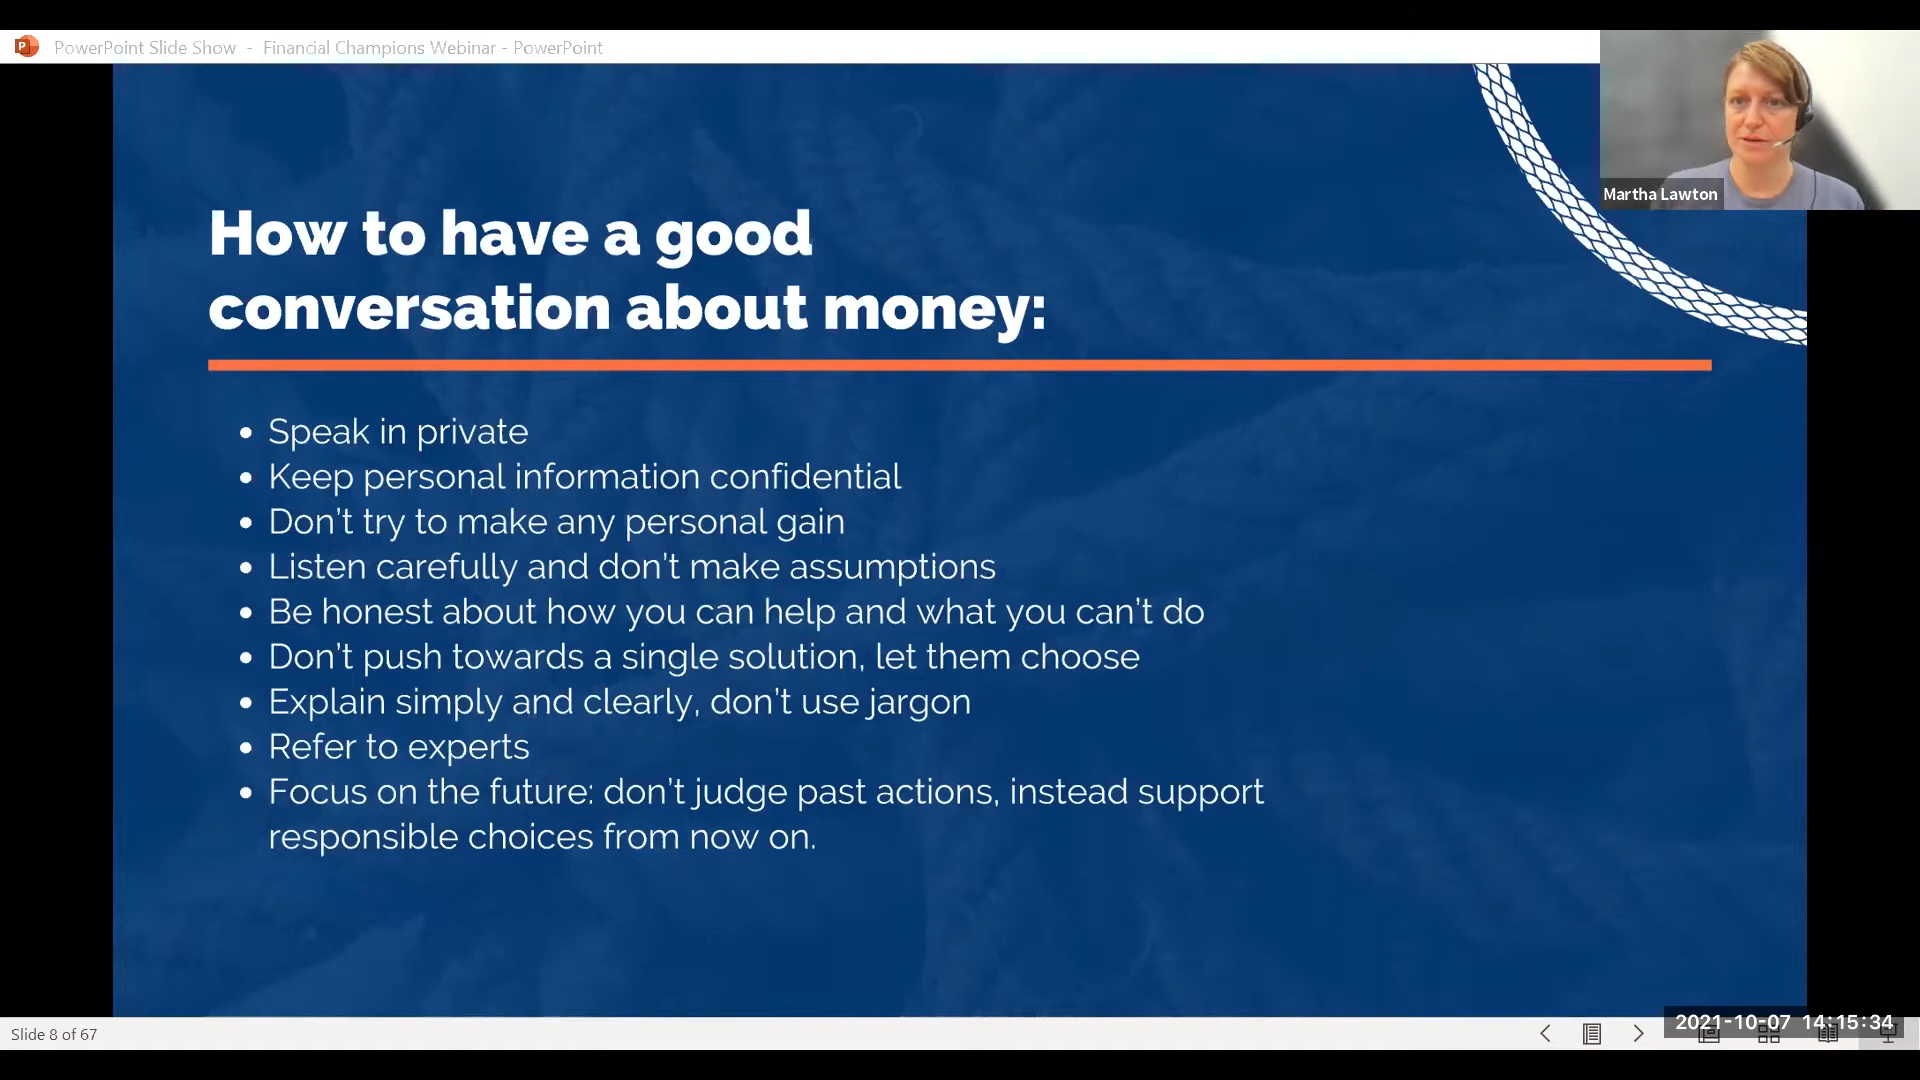 P PowerPoint Slide Show - Financial Champions Webinar - PowerPoint
Martha Lawton
How to have a good
conversation about money:
• Speak in private
• Keep personal information confidential
• Don't try to make any personal gain
• Listen carefully and don't make assumptions
• Be honest about how you can help and what you can't do
• Don't push towards a single solution, let them choose
• Explain simply and clearly, don't use jargon
• Refer to experts
• Focus on the future: don't judge past actions, instead support
responsible choices from now on.
Slide 8 of 67
2021-10-07 14:15:34